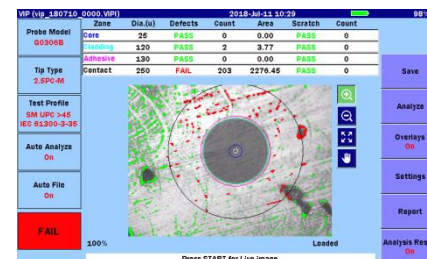 VIP (vip_180710_0000.VIPI) 2018-Jul-11 10:29 98%
Probe Model
G0306B
Tip Type
2.5PC-M
Test Profile
SM UPC >45
IEC 61300-3-35
Auto Analyze
On
Auto File
On
FAIL
Zone Dia.(u) Defects Count Area Scratch Count
Core 25 PASS 0 0.00 PASS 0
Cladding 120 PASS 2 3.77 PASS 0
Adhesive 130 PASS 0 0.00 PASS 0
Contact 250 FAIL 203 2276.45 PASS 0
100% Loaded
Press START for Live image
Save
Analyze
Overlays
On
Settings
Report
Analysis Res
On